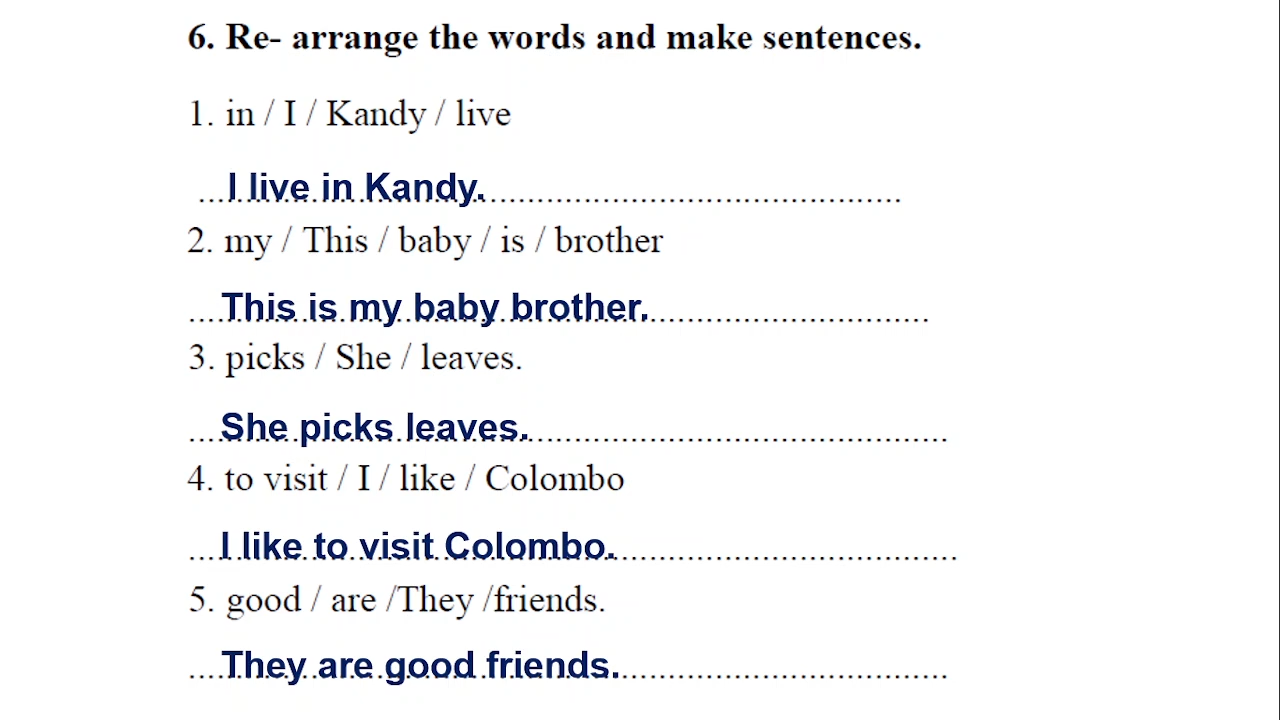 6. Re- arrange the words and make sentences.
1. in / I / Kandy / live
...I live in Kandy...............................................
2. my / This / baby / is / brother
...This is my baby brother...............................
3. picks / She / leaves.
...She picks leaves.............................................
4. to visit / I / like / Colombo
...I like to visit Colombo.....................................
5. good / are /They /friends.
...They are good friends...................................